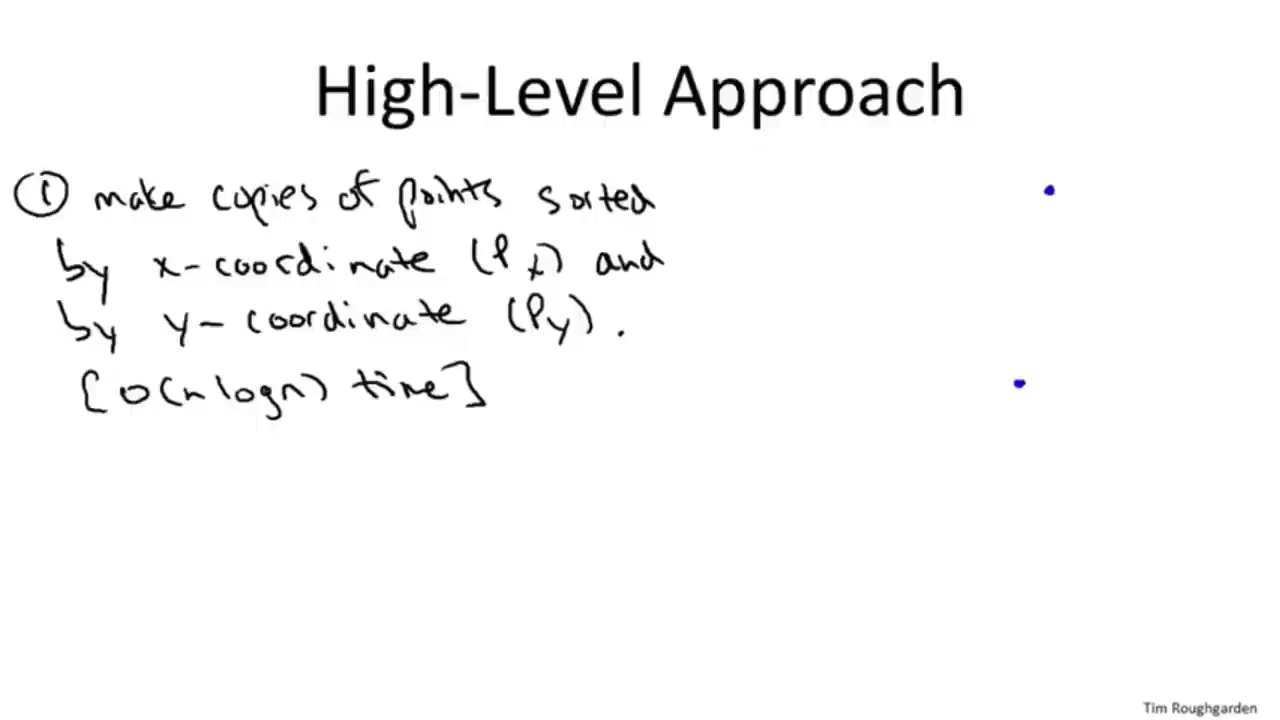 High-Level Approach
① make copies of points sorted
by x-coordinate (Px) and
by y-coordinate (Py).
[O(n log n) time]
Tim Roughgarden